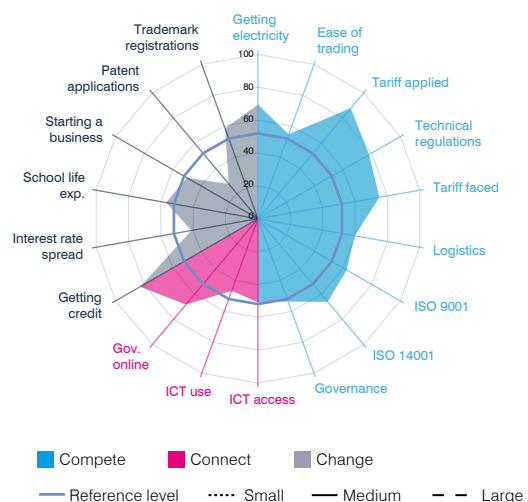 Getting
electricity
Ease of
trading
Tariff applied
Technical
regulations
Tariff faced
Logistics
ISO 9001
ISO 14001
Governance
ICT access
ICT use
Gov.
online
Getting
credit
Interest rate
spread
School life
exp.
Starting a
business
Patent
applications
Trademark
registrations
100
80
60
40
20
0
Compete
Connect
Change
Reference level
Small
Medium
Large